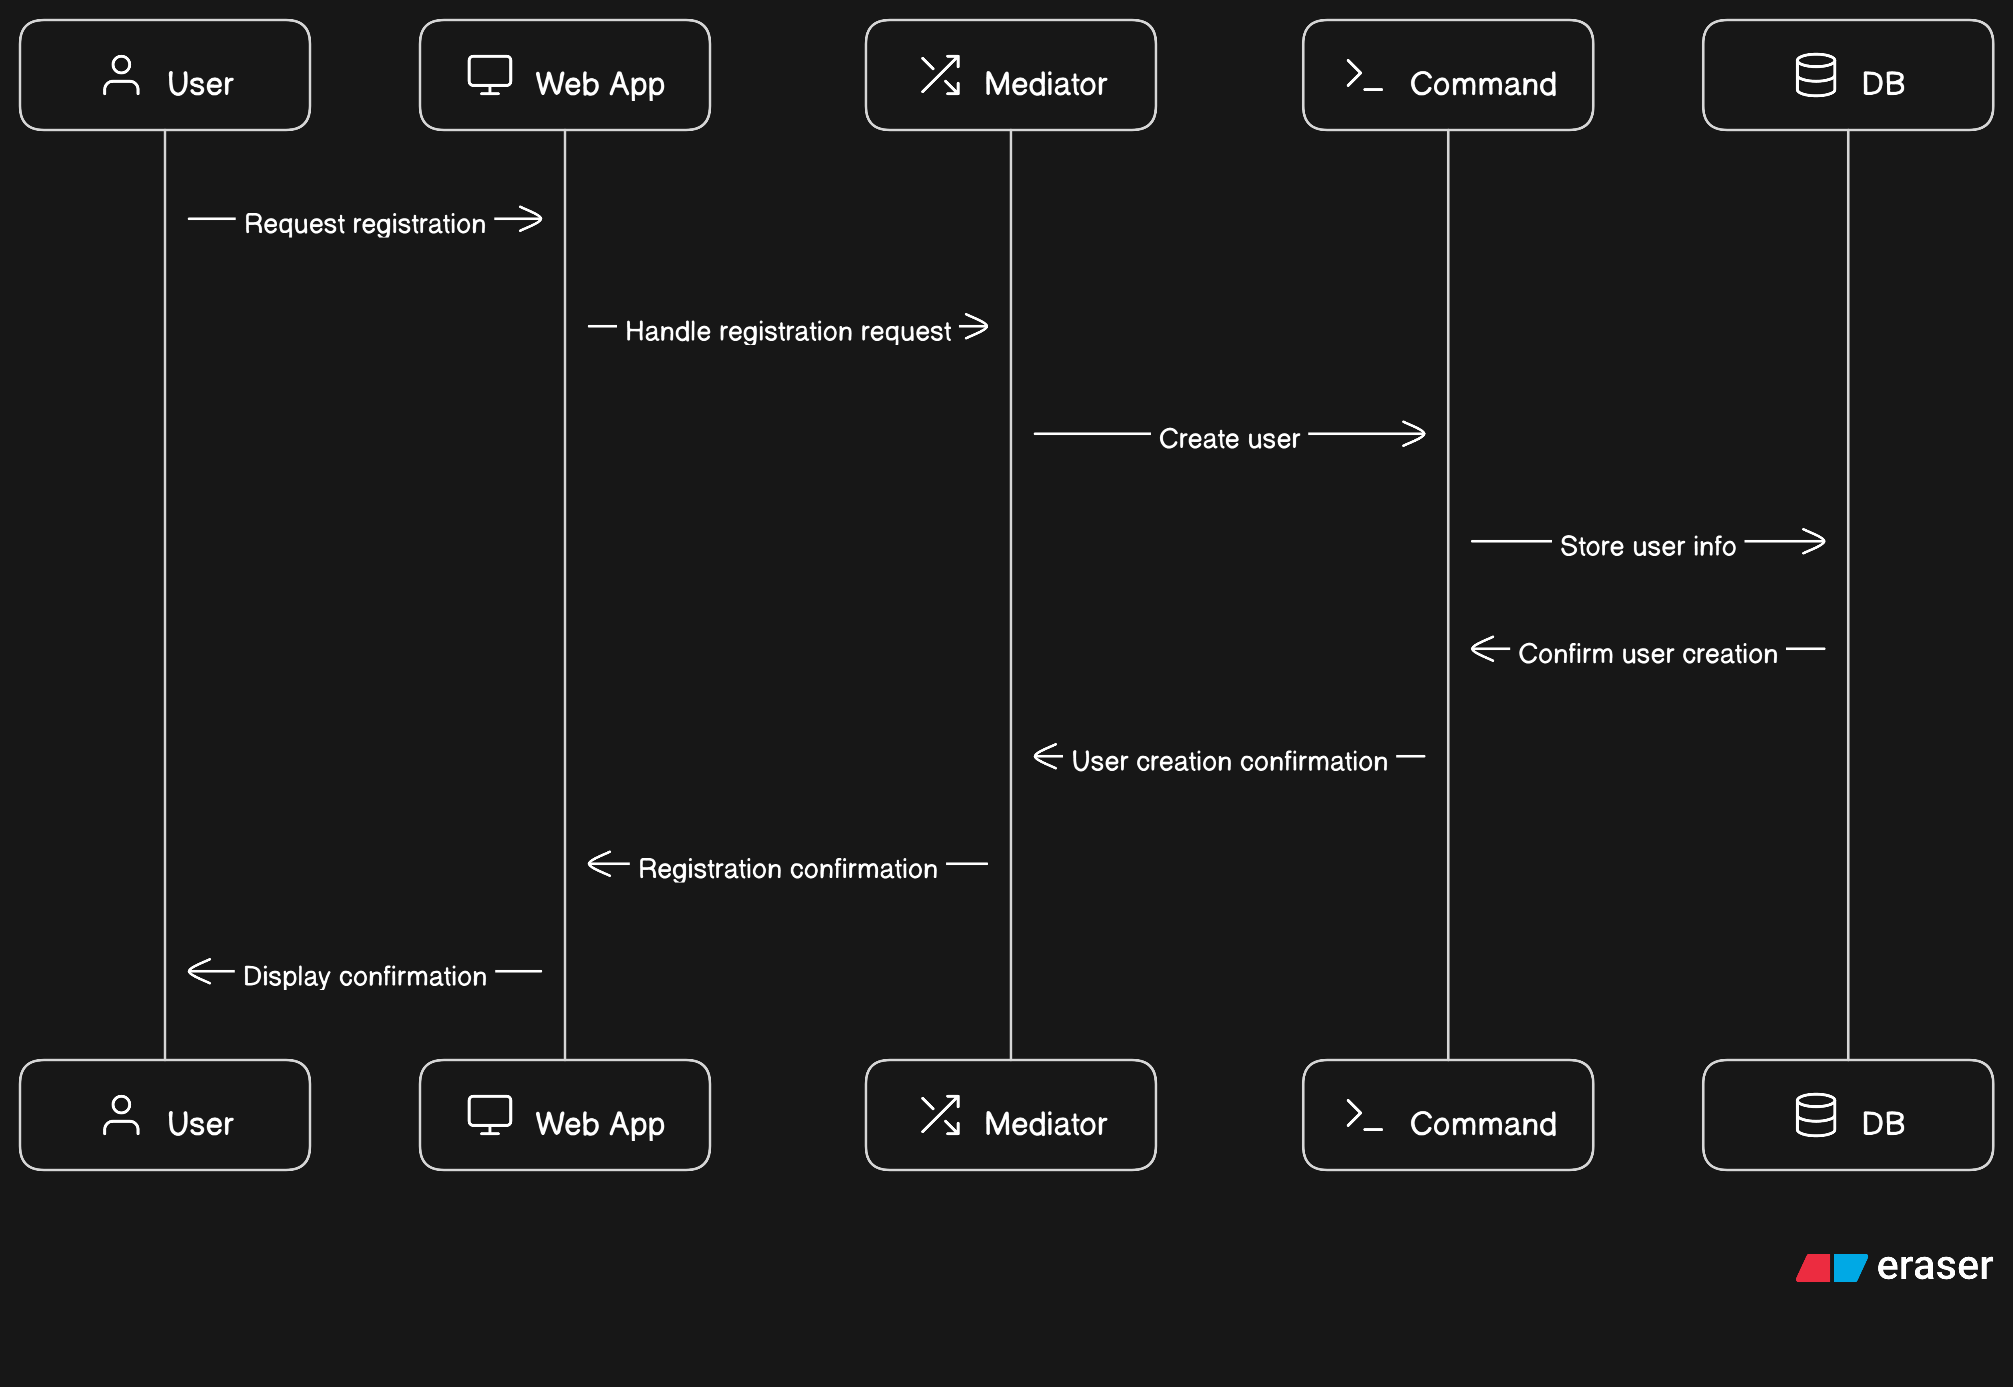 User
Web App
Mediator
Command
DB
Request registration
Handle registration request
Create user
Store user info
Confirm user creation
User creation confirmation
Registration confirmation
Display confirmation
User
Web App
Mediator
Command
DB
eraser